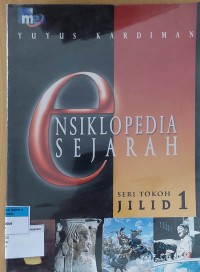 YUYUS KARDIMAN
eNSIKLOPEDIA
SEJARAH
SERI TOKOH
JILID 1